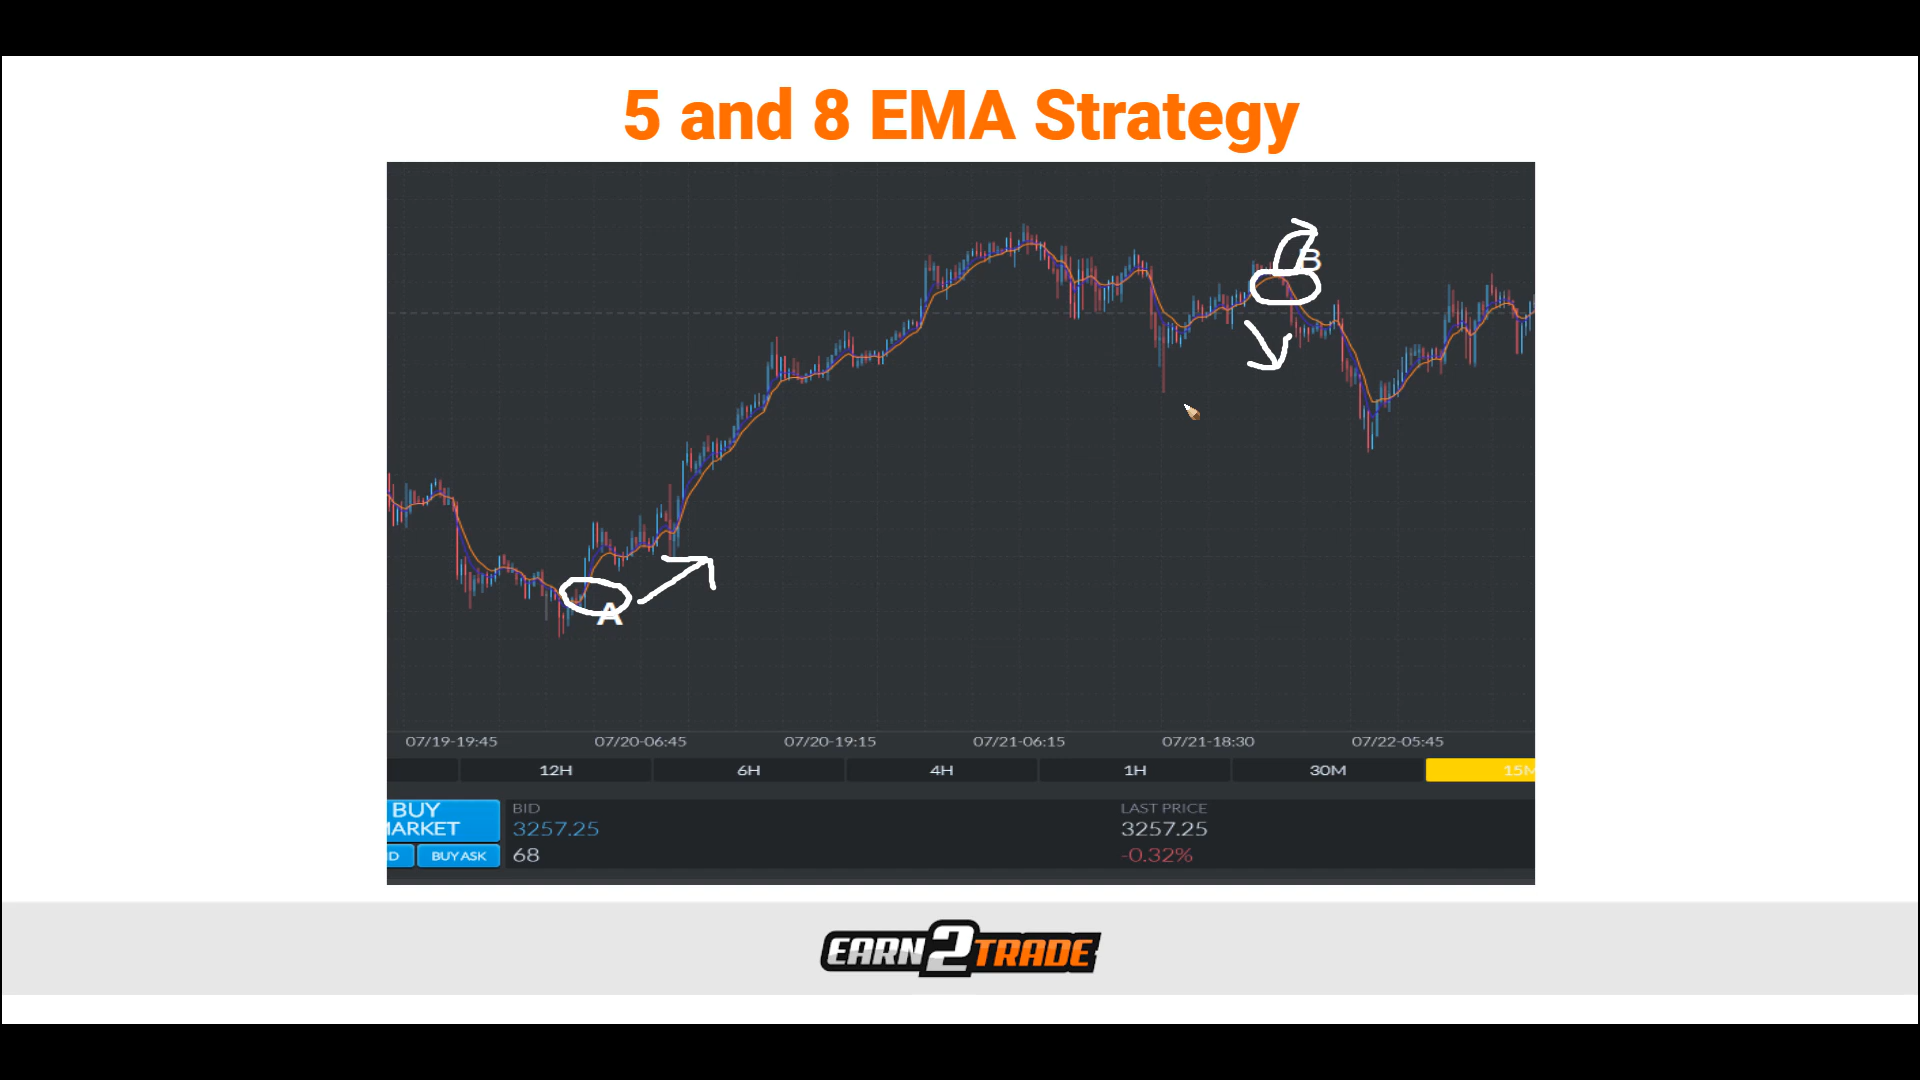 5 and 8 EMA Strategy
B
A
07/19-19:45 07/20-06:45 07/20-19:15 07/21-06:15 07/21-18:30 07/22-05:45
12H 6H 4H 1H 30M 15M
BUY BID LAST PRICE
MARKET 3257.25 3257.25
D BUY ASK 68 -0.32%
EARN2TRADE